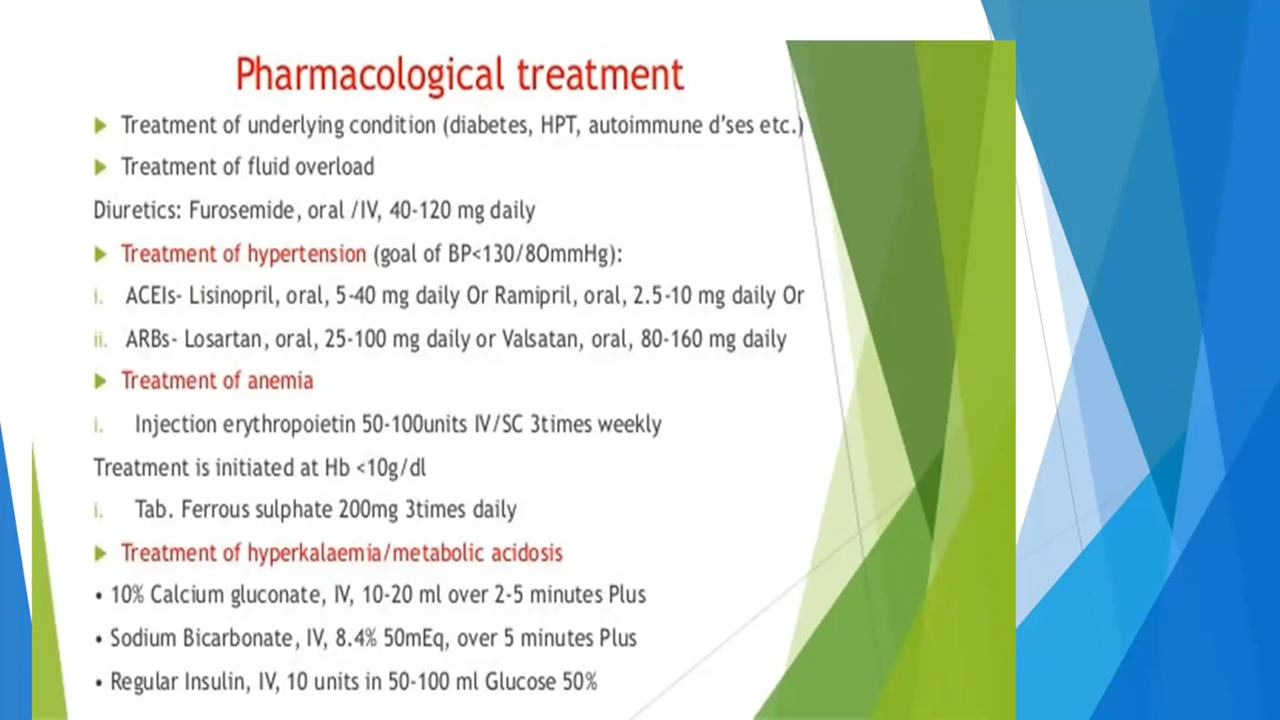 Pharmacological treatment
Treatment of underlying condition (diabetes, HPT, autoimmune d'ses etc.)
Treatment of fluid overload
Diuretics: Furosemide, oral /IV, 40-120 mg daily
Treatment of hypertension (goal of BP<130/8OmmHg):
i. ACEIs- Lisinopril, oral, 5-40 mg daily Or Ramipril, oral, 2.5-10 mg daily Or
ii. ARBs- Losartan, oral, 25-100 mg daily or Valsatan, oral, 80-160 mg daily
Treatment of anemia
i. Injection erythropoietin 50-100units IV/SC 3times weekly
Treatment is initiated at Hb <10g/dl
i. Tab. Ferrous sulphate 200mg 3times daily
Treatment of hyperkalaemia/metabolic acidosis
• 10% Calcium gluconate, IV, 10-20 ml over 2-5 minutes Plus
• Sodium Bicarbonate, IV, 8.4% 50mEq, over 5 minutes Plus
• Regular Insulin, IV, 10 units in 50-100 ml Glucose 50%